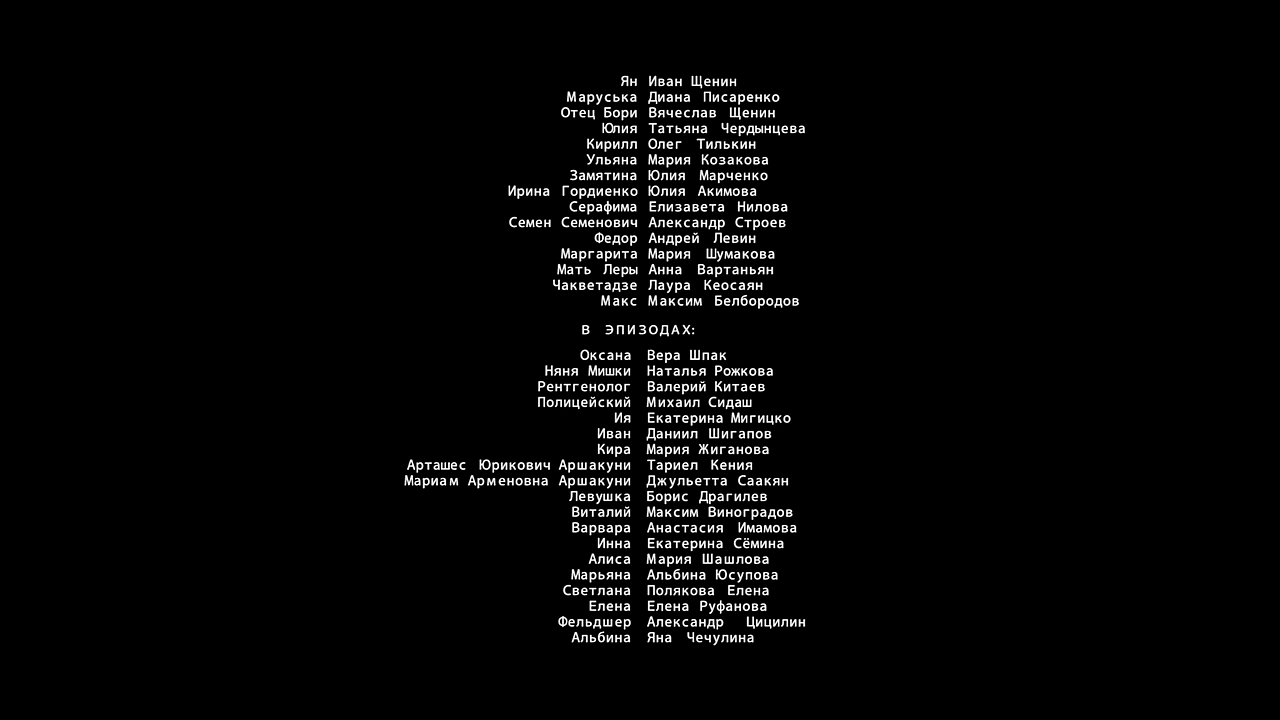 Ян Иван Щенин
Маруська Диана Писаренко
Отец Бори Вячеслав Щенин
Юлия Татьяна Чердынцева
Кирилл Олег Тилькин
Ульяна Мария Козакова
Замятина Юлия Марченко
Ирина Гордиенко Юлия Акимова
Серафима Елизавета Нилова
Семен Семенович Александр Строев
Федор Андрей Левин
Маргарита Мария Шумакова
Мать Леры Анна Вартаньян
Чакветадзе Лаура Кеосаян
Макс Максим Белбородов
В ЭПИЗОДАХ:
Оксана Вера Шпак
Няня Мишки Наталья Рожкова
Рентгенолог Валерий Китаев
Полицейский Михаил Сидаш
Ия Екатерина Мигицко
Иван Даниил Шигапов
Кира Мария Жиганова
Арташес Юрикович Аршакуни Тариел Кения
Мариам Арменовна Аршакуни Джульетта Саакян
Левушка Борис Драгилев
Виталий Максим Виноградов
Варвара Анастасия Имамова
Инна Екатерина Сёмина
Алиса Мария Шашлова
Марьяна Альбина Юсупова
Светлана Полякова Елена
Елена Елена Руфанова
Фельдшер Александр Цицилин
Альбина Яна Чечулина